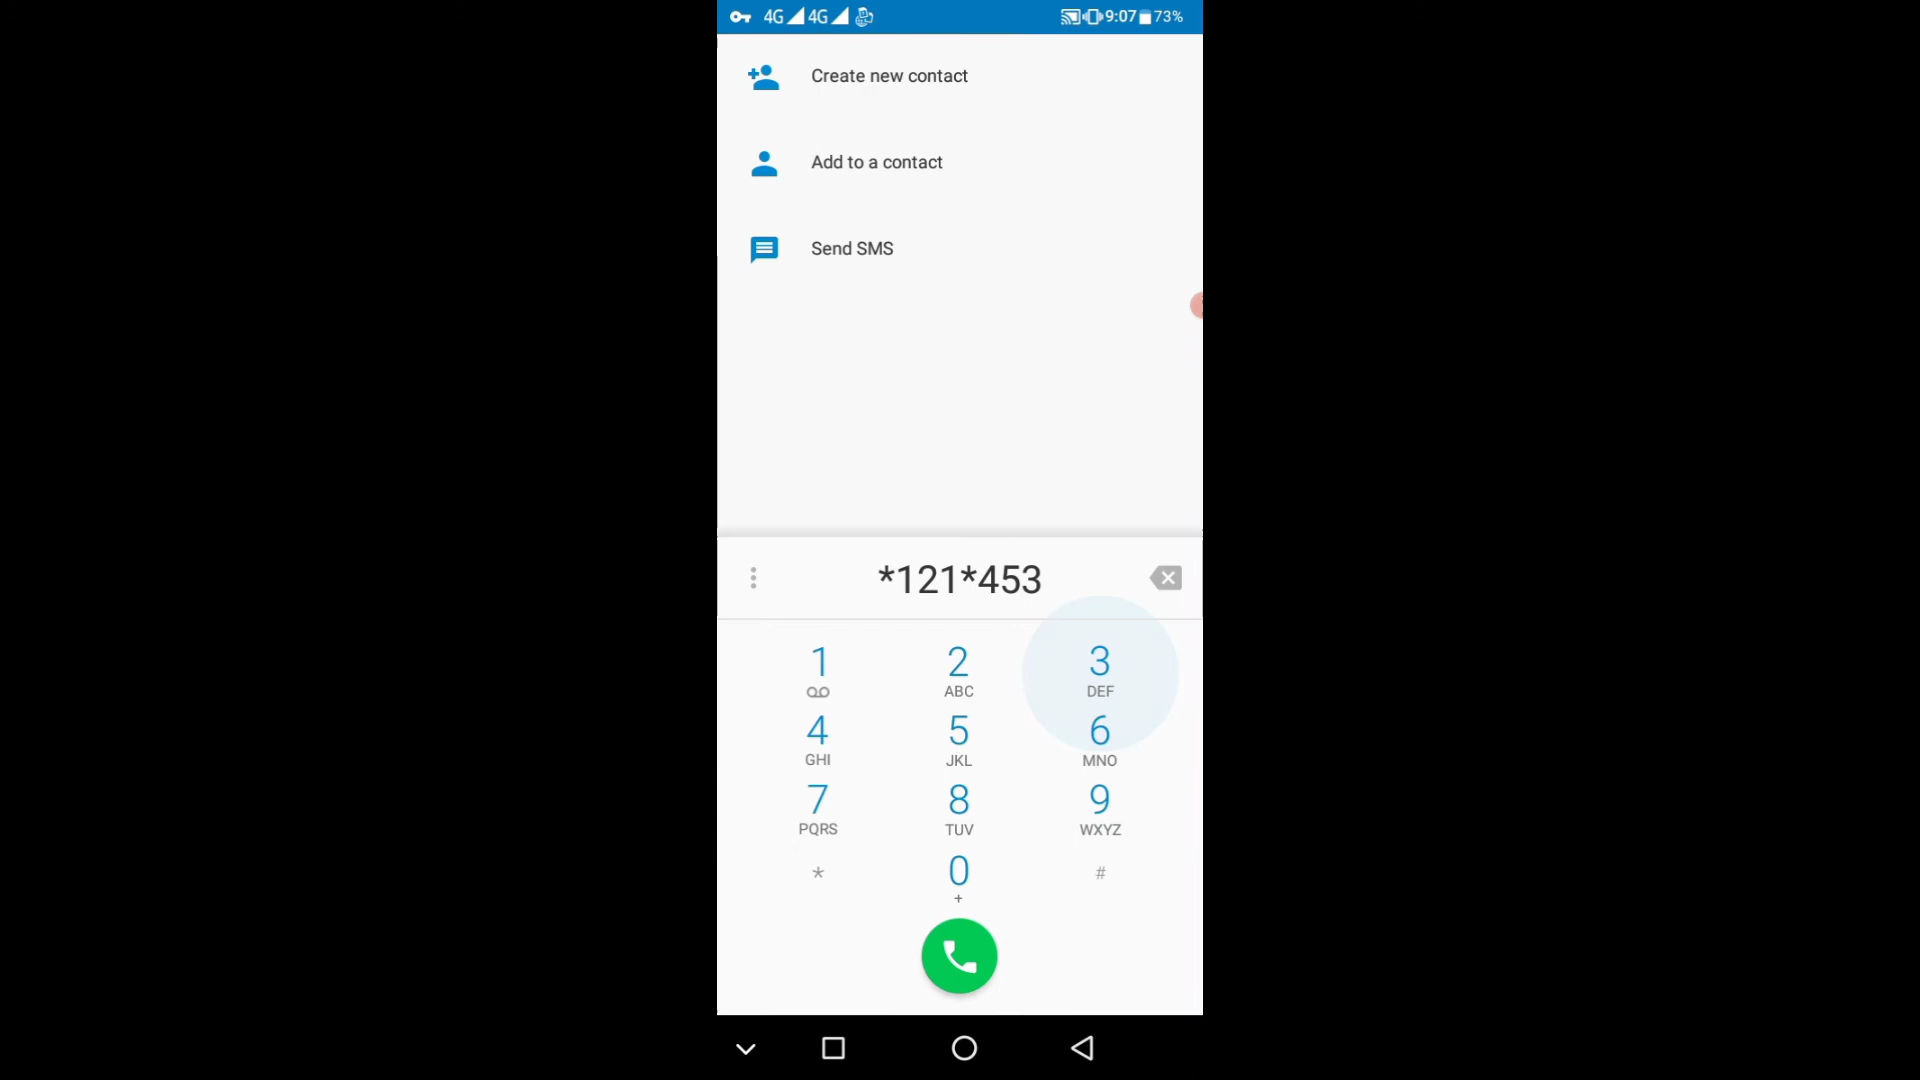 4G 4G 9:07 73%
Create new contact
Add to a contact
Send SMS
*121*453
1 2 3
ABC DEF
4 5 6
GHI JKL MNO
7 8 9
PQRS TUV WXYZ
* 0 #
+